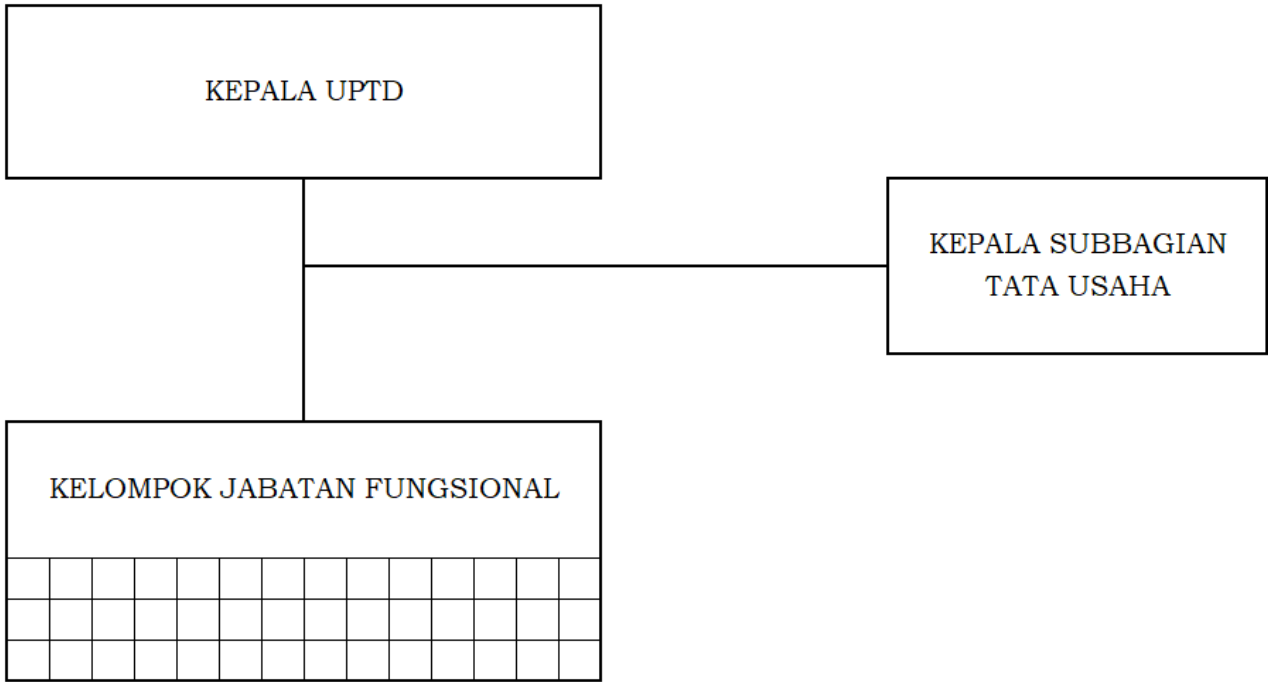 KEPALA UPTD
KEPALA SUBBAGIAN
TATA USAHA
KELOMPOK JABATAN FUNGSIONAL